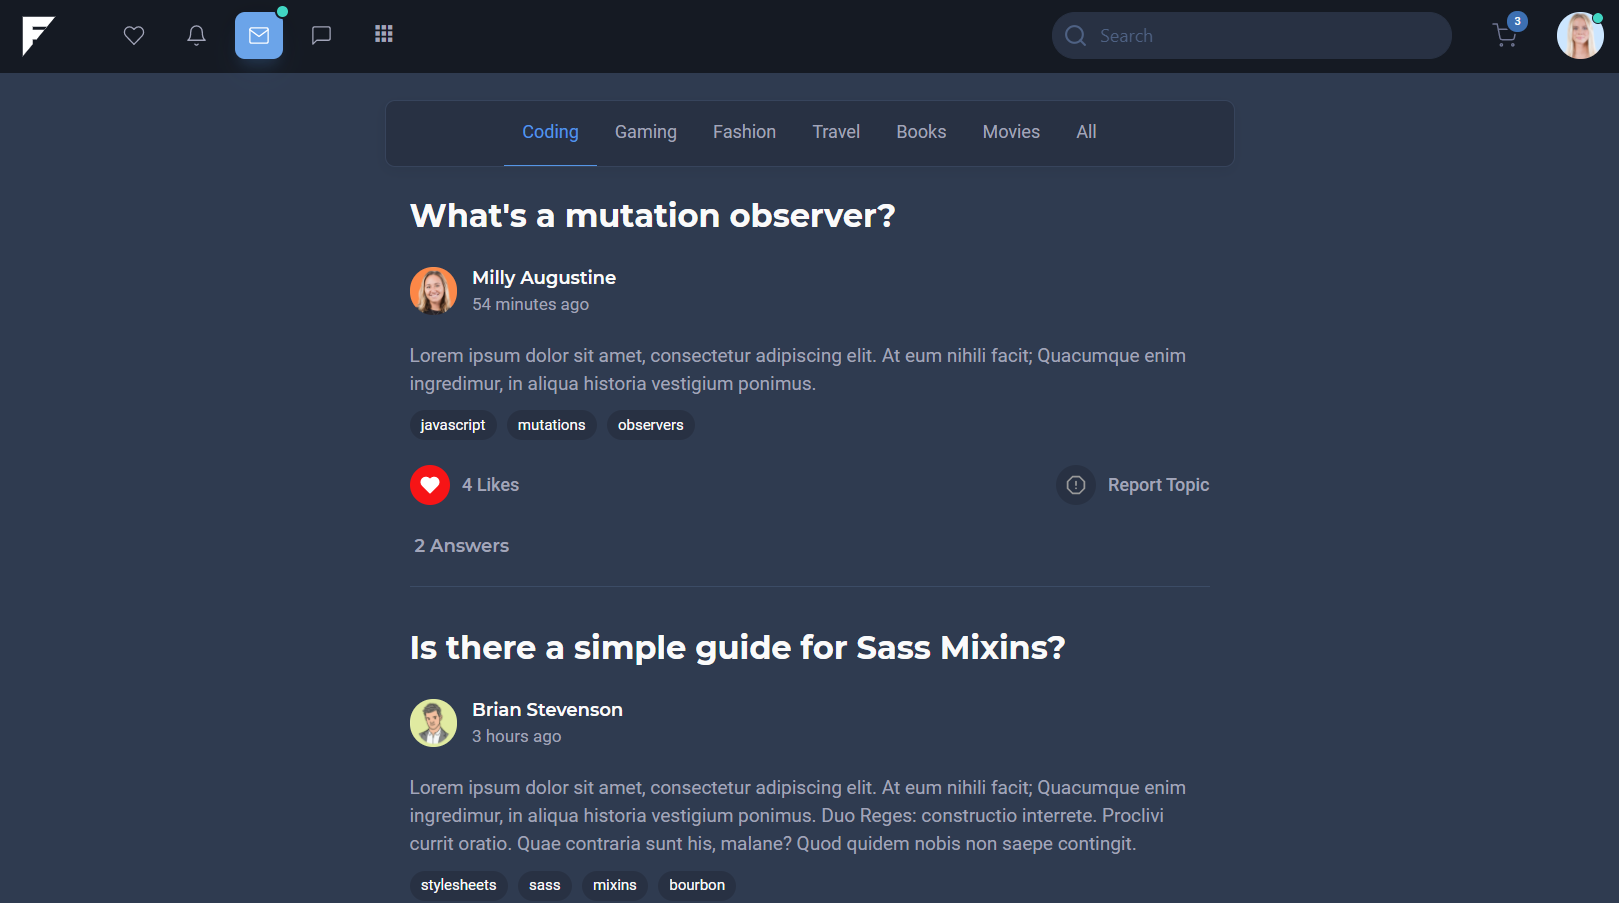 Search
3
Coding Gaming Fashion Travel Books Movies All
What's a mutation observer?
Milly Augustine
54 minutes ago
Lorem ipsum dolor sit amet, consectetur adipiscing elit. At eum nihili facit; Quacumque enim
ingredimur, in aliqua historia vestigium ponimus.
javascript mutations observers
4 Likes Report Topic
2 Answers
Is there a simple guide for Sass Mixins?
Brian Stevenson
3 hours ago
Lorem ipsum dolor sit amet, consectetur adipiscing elit. At eum nihili facit; Quacumque enim
ingredimur, in aliqua historia vestigium ponimus. Duo Reges: constructio interrete. Proclivi
currit oratio. Quae contraria sunt his, malane? Quod quidem nobis non saepe contingit.
stylesheets sass mixins bourbon